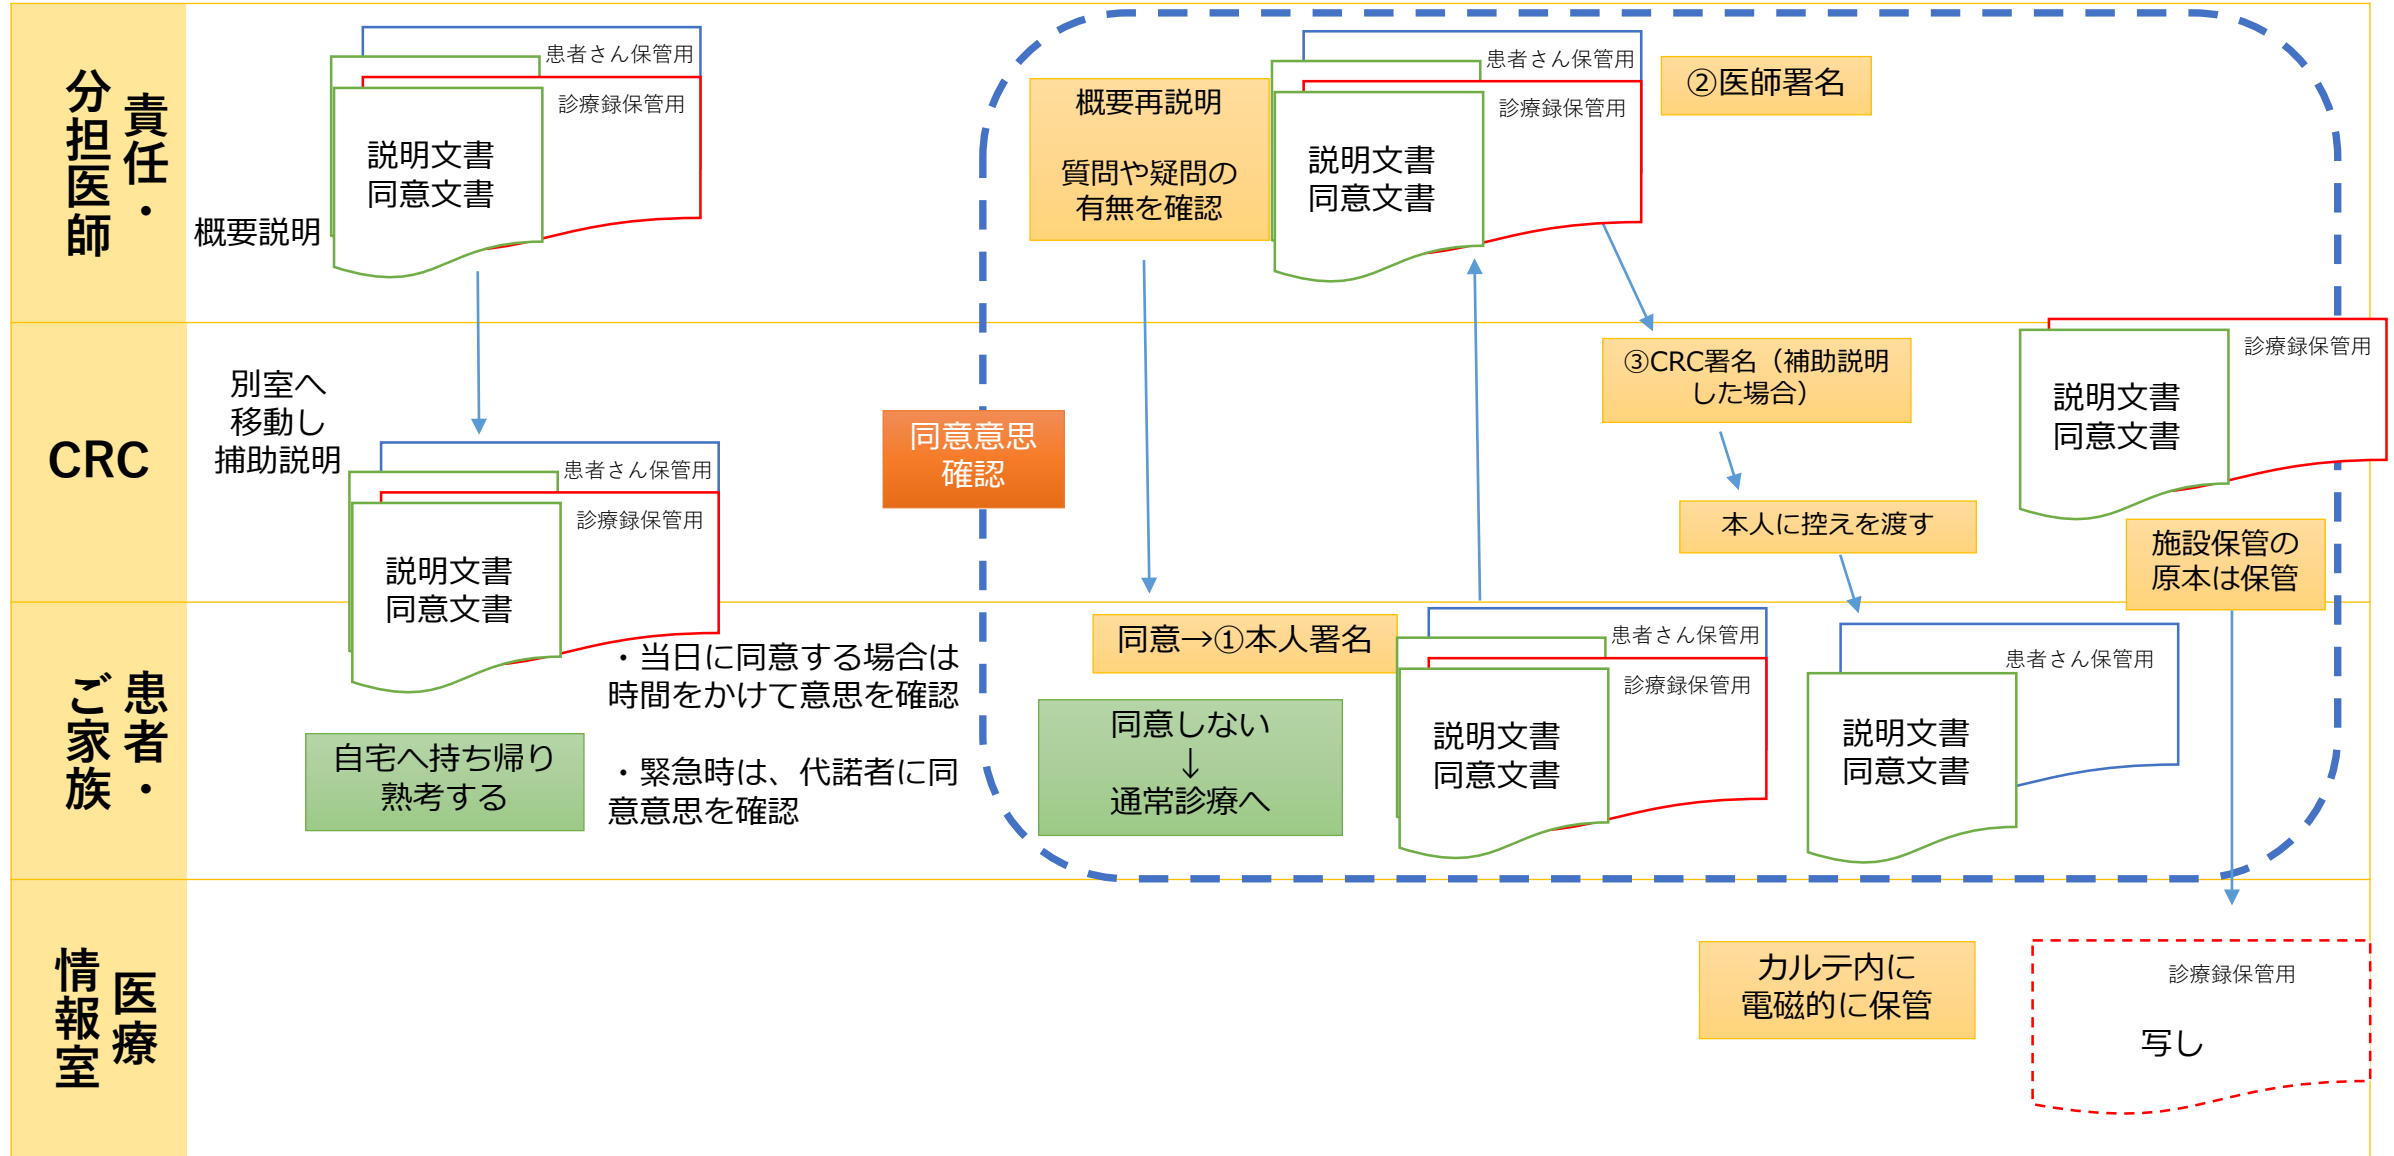 責任・
分担医師
概要説明
患者さん保管用
診療録保管用
説明文書
同意文書
概要再説明
質問や疑問の
有無を確認
患者さん保管用
診療録保管用
説明文書
同意文書
②医師署名
CRC
別室へ
移動し
捕助説明
患者さん保管用
診療録保管用
説明文書
同意文書
同意意思
確認
③CRC署名（補助説明
した場合）
本人に控えを渡す
診療録保管用
説明文書
同意文書
施設保管の
原本は保管
患者・
ご家族
自宅へ持ち帰り
熟考する
・当日に同意する場合は
時間をかけて意思を確認
・緊急時は、代諾者に同
意意思を確認
同意→①本人署名
同意しない
↓
通常診療へ
患者さん保管用
診療録保管用
説明文書
同意文書
患者さん保管用
説明文書
同意文書
医療
情報室
カルテ内に
電磁的に保管
診療録保管用
写し